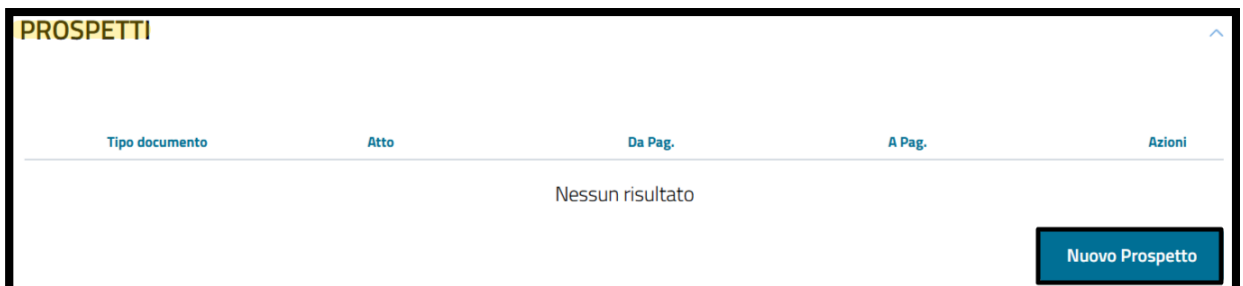 PROSPETTI
Tipo documento Atto Da Pag. A Pag. Azioni
Nessun risultato
Nuovo Prospetto